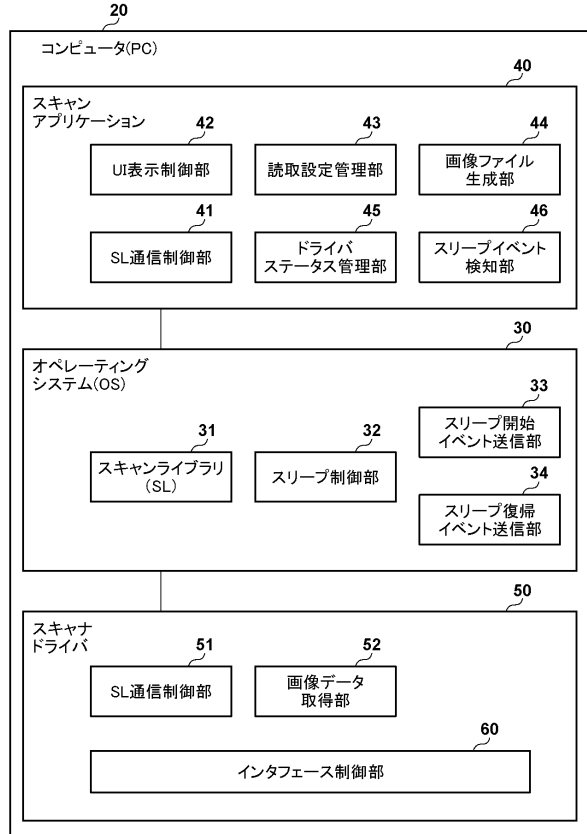 20
コンピュータ(PC)
40
スキャン
アプリケーション
42
UI表示制御部
43
読取設定管理部
44
画像ファイル
生成部
41
SL通信制御部
45
ドライバ
ステータス管理部
46
スリープイベント
検知部
30
オペレーティング
システム(OS)
31
スキャンライブラリ
(SL)
32
スリープ制御部
33
スリープ開始
イベント送信部
34
スリープ復帰
イベント送信部
50
スキャナ
ドライバ
51
SL通信制御部
52
画像データ
取得部
60
インタフェース制御部